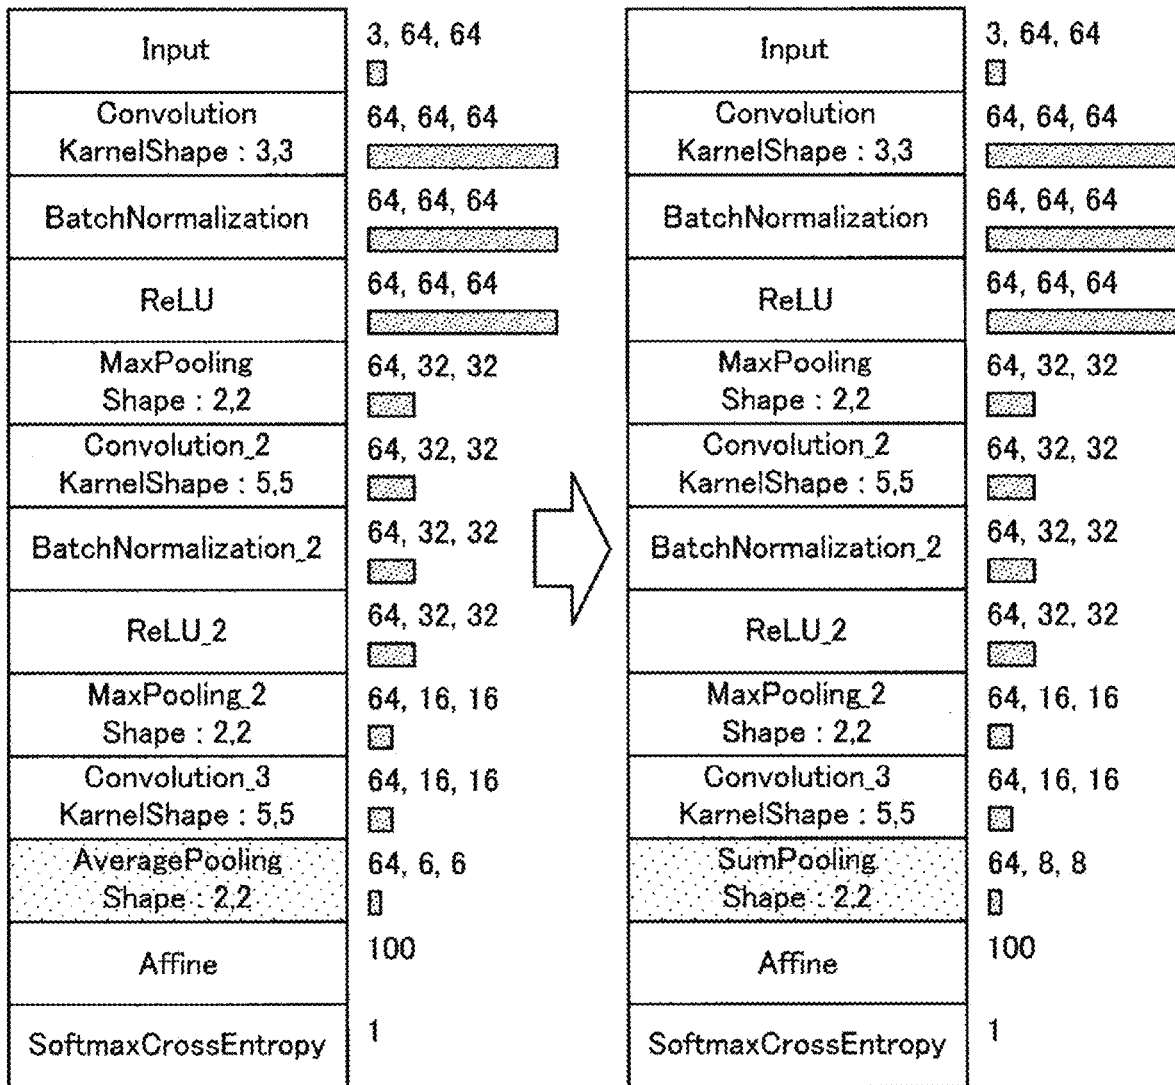 Input
3, 64, 64
Convolution
KarnelShape : 3,3
64, 64, 64
BatchNormalization
64, 64, 64
ReLU
64, 64, 64
MaxPooling
Shape : 2,2
64, 32, 32
Convolution_2
KarnelShape : 5,5
64, 32, 32
BatchNormalization_2
64, 32, 32
ReLU_2
64, 32, 32
MaxPooling_2
Shape : 2,2
64, 16, 16
Convolution_3
KarnelShape : 5,5
64, 16, 16
AveragePooling
Shape : 2,2
64, 6, 6
Affine
100
SoftmaxCrossEntropy
1
Input
3, 64, 64
Convolution
KarnelShape : 3,3
64, 64, 64
BatchNormalization
64, 64, 64
ReLU
64, 64, 64
MaxPooling
Shape : 2,2
64, 32, 32
Convolution_2
KarnelShape : 5,5
64, 32, 32
BatchNormalization_2
64, 32, 32
ReLU_2
64, 32, 32
MaxPooling_2
Shape : 2,2
64, 16, 16
Convolution_3
KarnelShape : 5,5
64, 16, 16
SumPooling
Shape : 2,2
64, 8, 8
Affine
100
SoftmaxCrossEntropy
1